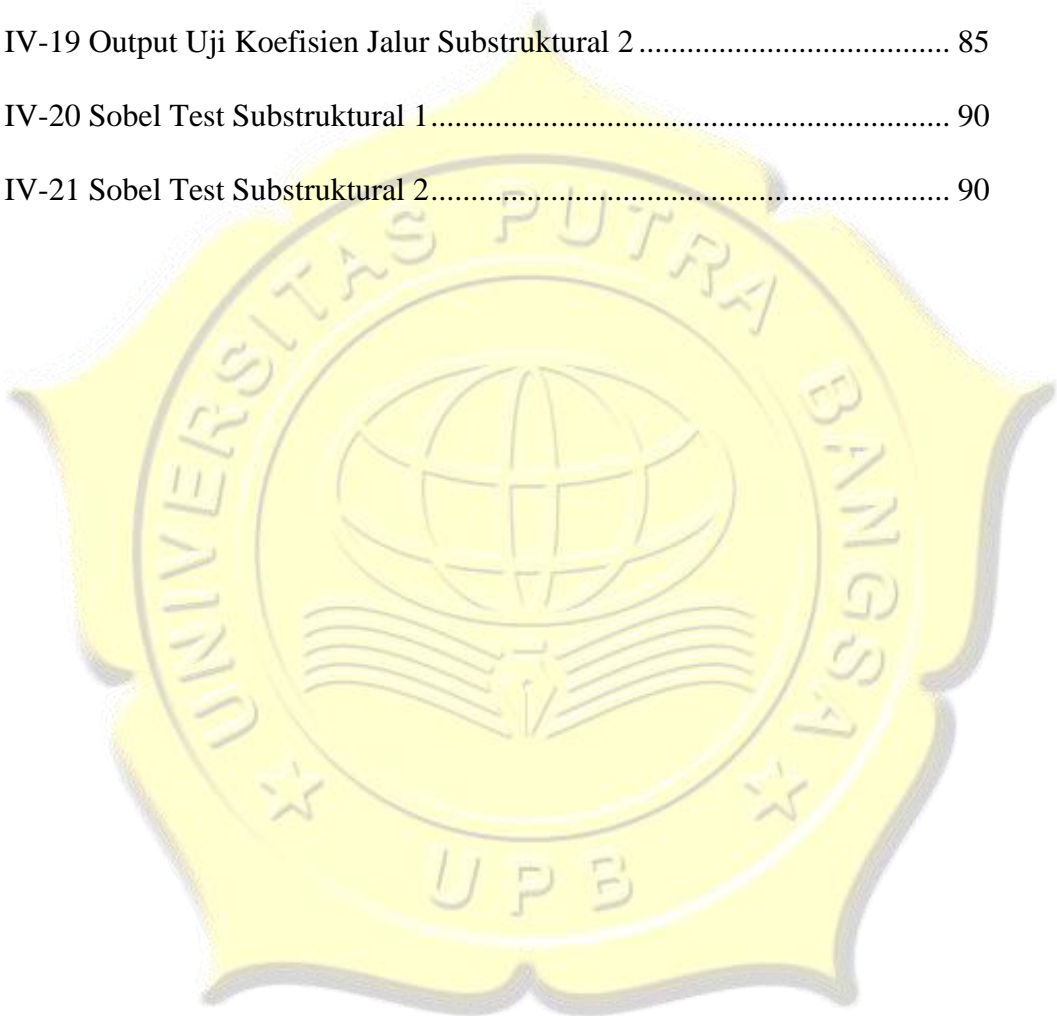 IV-19 Output Uji Koefisien Jalur Substruktural 2 ............................... 85
IV-20 Sobel Test Substruktural 1 ............................................................... 90
IV-21 Sobel Test Substruktural 2 ............................................................... 90
UNIVERSITAS PUTRA BANGSA
UPB